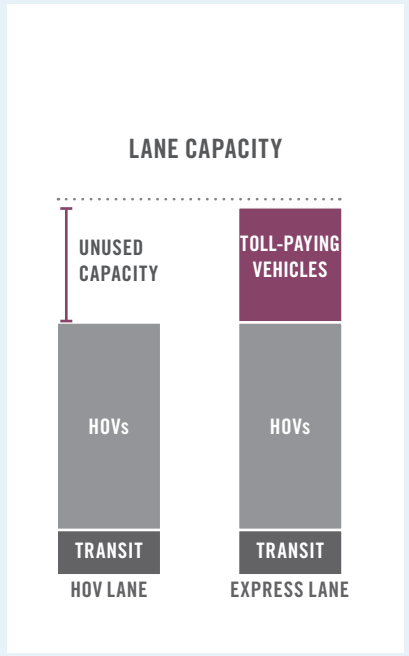 LANE CAPACITY
UNUSED
CAPACITY
TOLL-PAYING
VEHICLES
HOVs
HOVs
TRANSIT
TRANSIT
HOV LANE
EXPRESS LANE